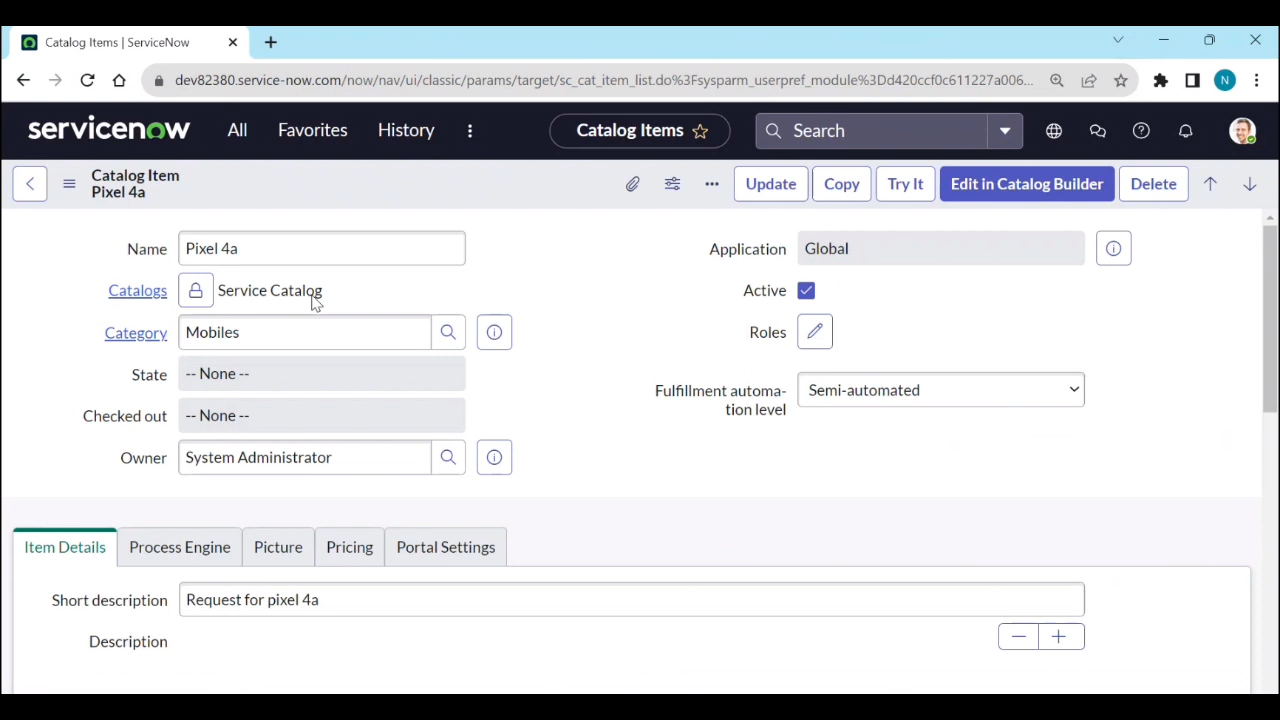 Catalog Items | ServiceNow
dev82380.service-now.com/now/nav/ui/classic/params/target/sc_cat_item_list.do%3Fsysparm_userpref_module%3Dd420ccf0c611227a006...
N
servicenow All Favorites History Catalog Items Search
Catalog Item
Pixel 4a
Update Copy Try It Edit in Catalog Builder Delete
Name Pixel 4a Application Global
Catalogs Service Catalog Active
Category Mobiles Roles
State -- None --
Fulfillment automa-
tion level Semi-automated
Checked out -- None --
Owner System Administrator
Item Details Process Engine Picture Pricing Portal Settings
Short description Request for pixel 4a
Description